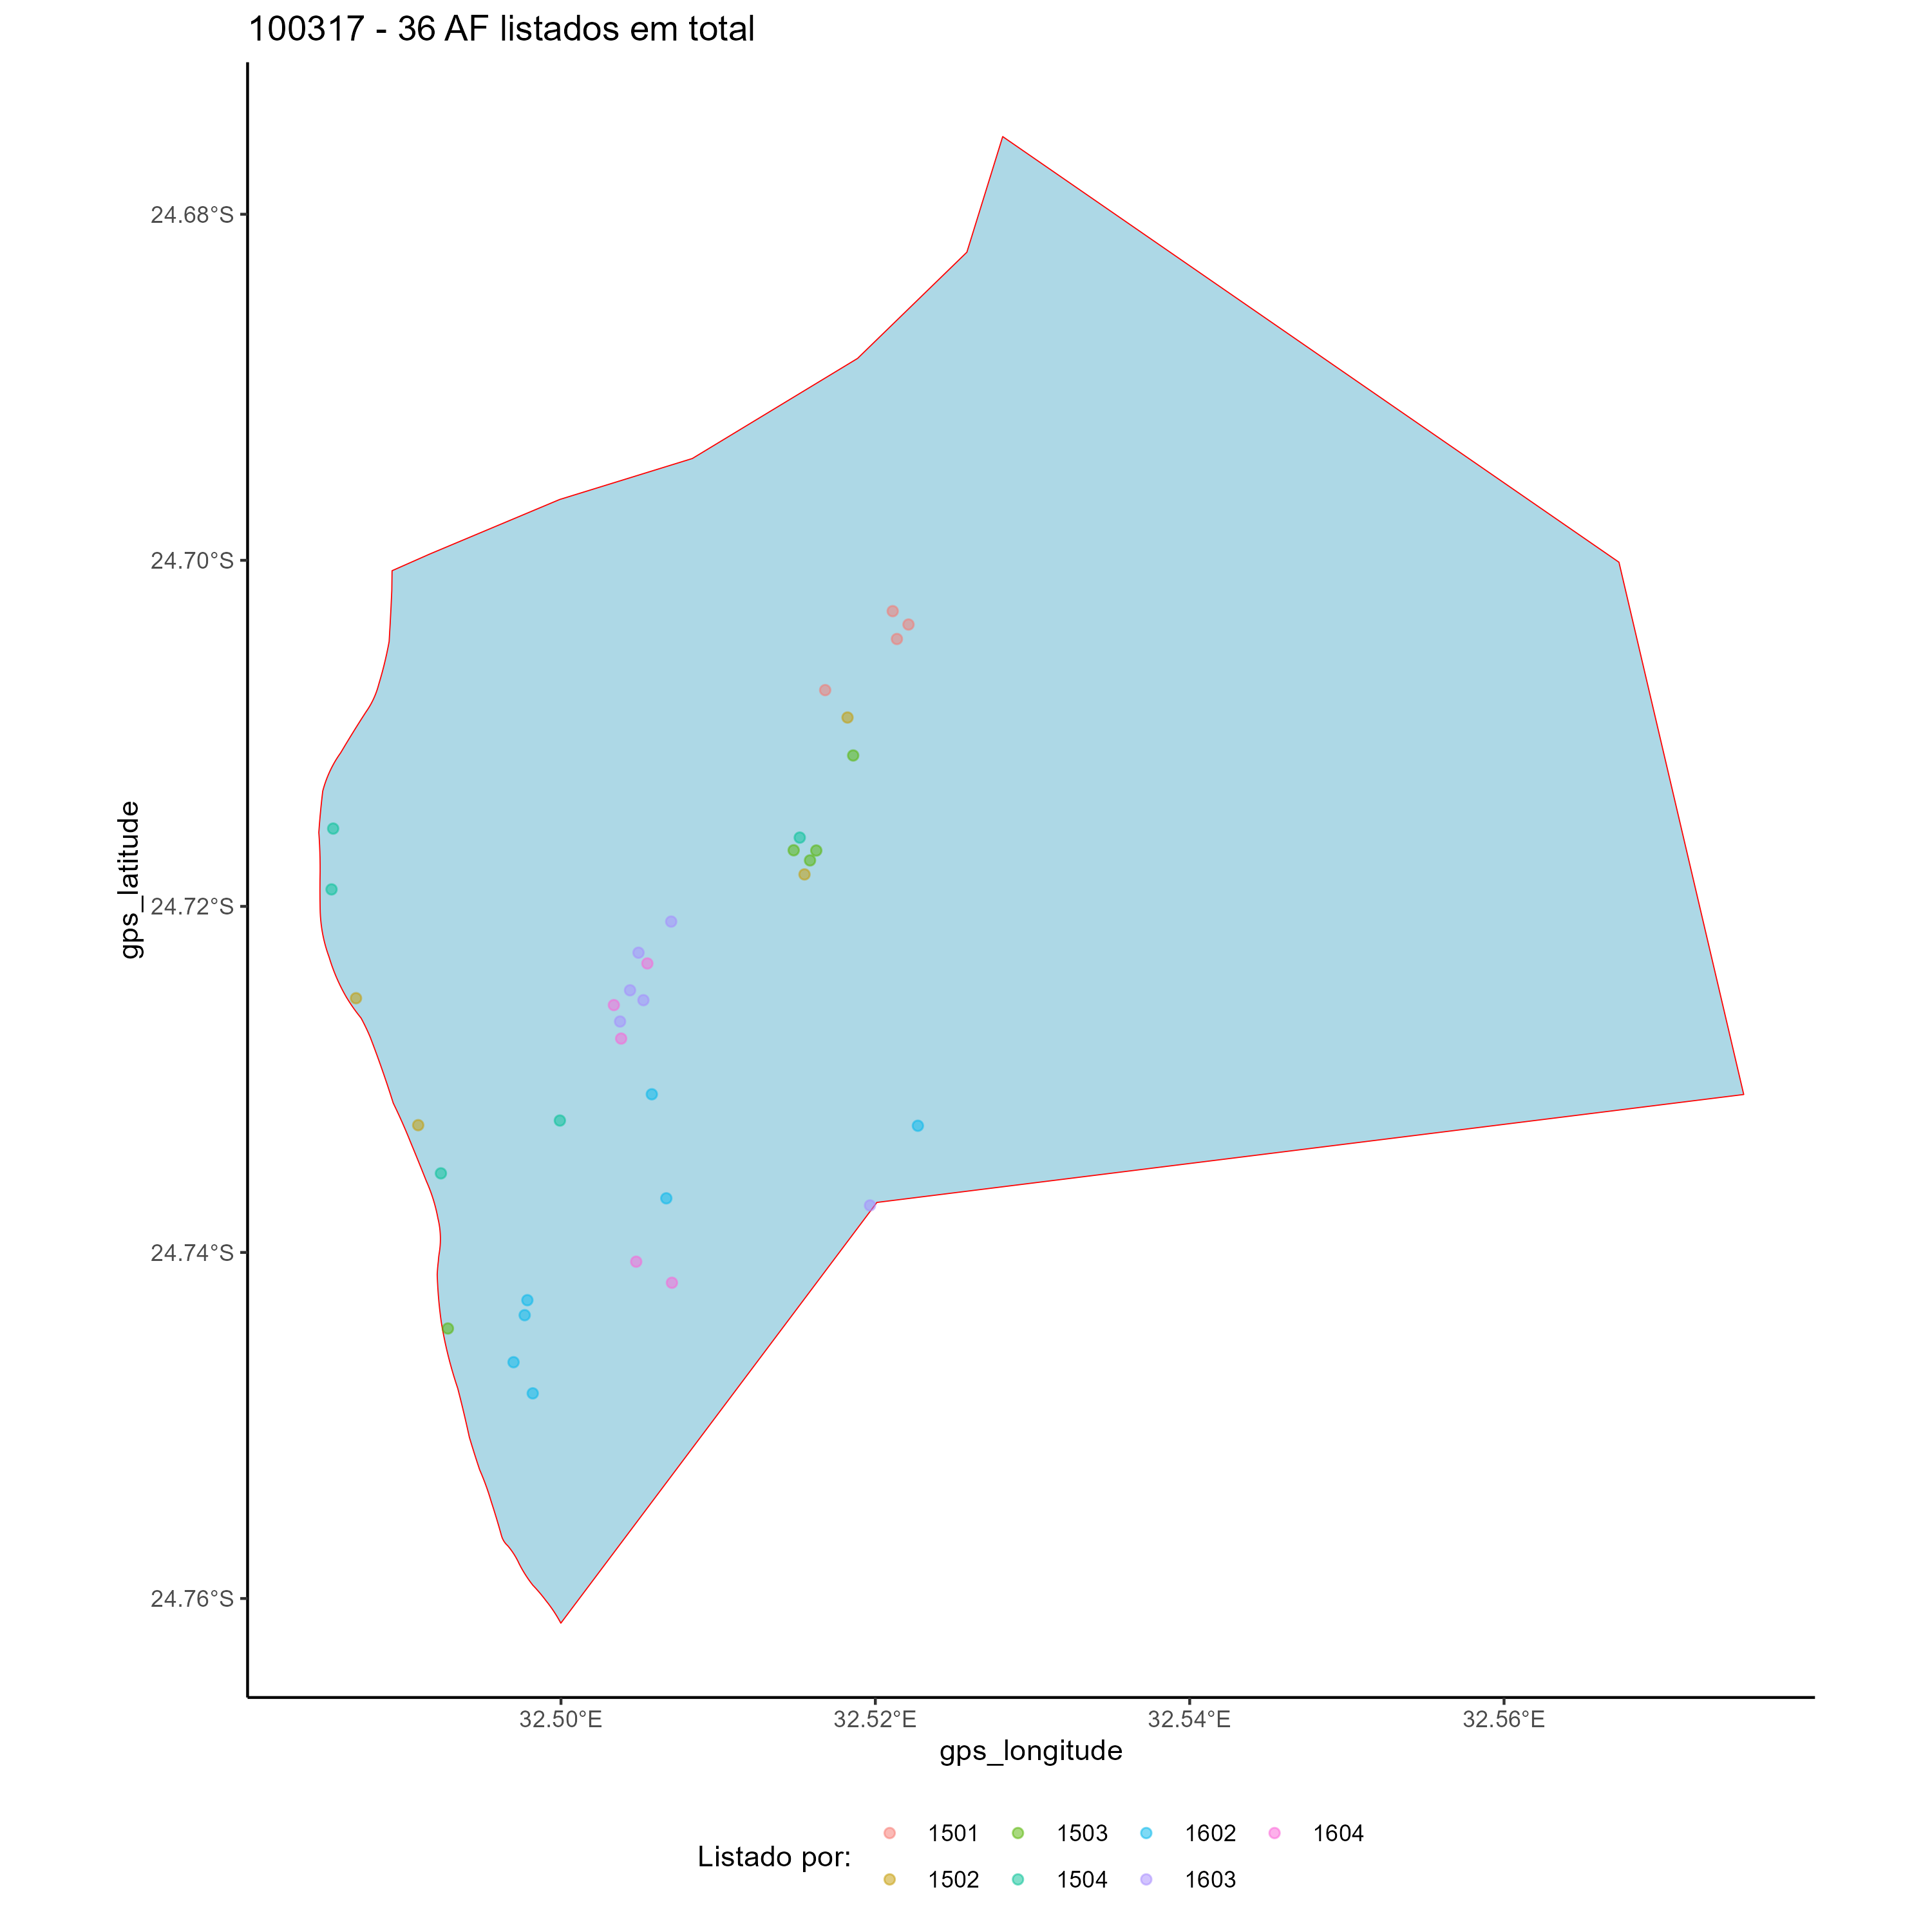 100317 - 36 AF listados em total
24.68°S
24.70°S
24.72°S
24.74°S
24.76°S
gps_latitude
32.50°E 32.52°E 32.54°E 32.56°E
gps_longitude
Listado por:
1501 1503 1602 1604
1502 1504 1603